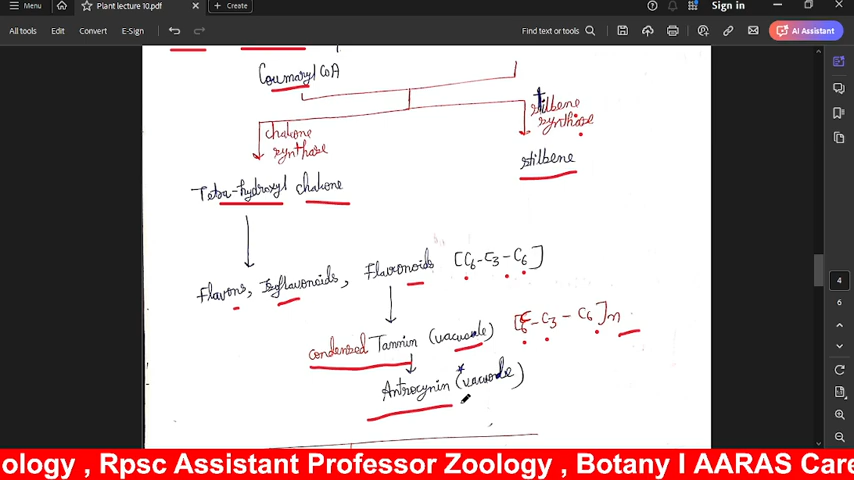 Menu
Plant lecture 10.pdf
+ Create
Sign in
All tools Edit Convert E-Sign
Find text or tools
AI Assistant
Coumaryl CoA
chalcone
synthase
stilbene
synthise
stilbene
Tetra-hydroxyl chalcone
Flavons, Isoflavonoids, Flavonoids [C6-C3-C6]
condensed Tannin (vacuole) [C6-C3-C6]n
Antrocynin (vacuole)
4
6
ology , Rpsc Assistant Professor Zoology , Botany I AARAS Care